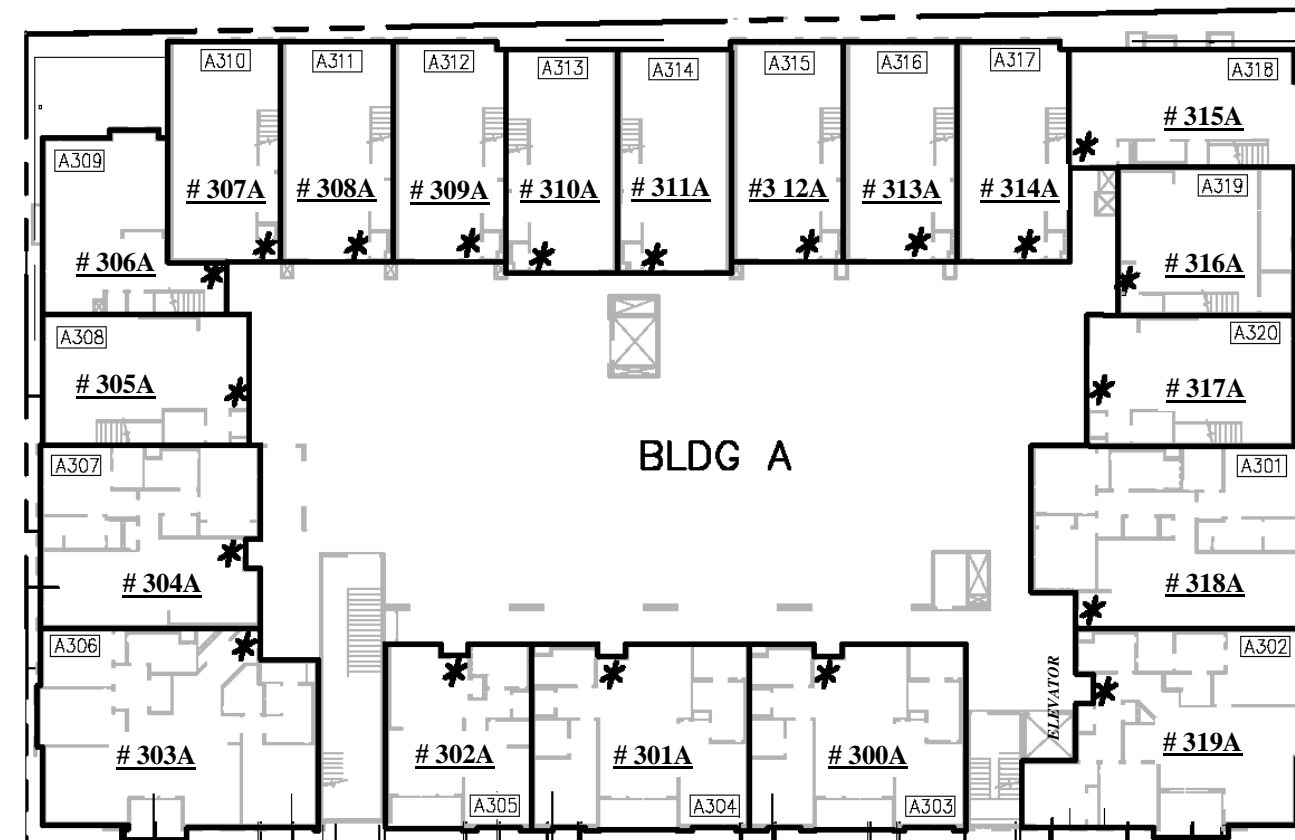 A310
A311
A312
A313
A314
A315
A316
A317
A318
# 315A
A309
A319
# 307A
# 308A
# 309A
# 310A
# 311A
#3 12A
# 313A
# 314A
# 306A
# 316A
A308
A320
# 305A
# 317A
BLDG A
A307
A301
# 304A
# 318A
A306
A302
ELEVATOR
# 303A
# 302A
# 301A
# 300A
# 319A
A305
A304
A303